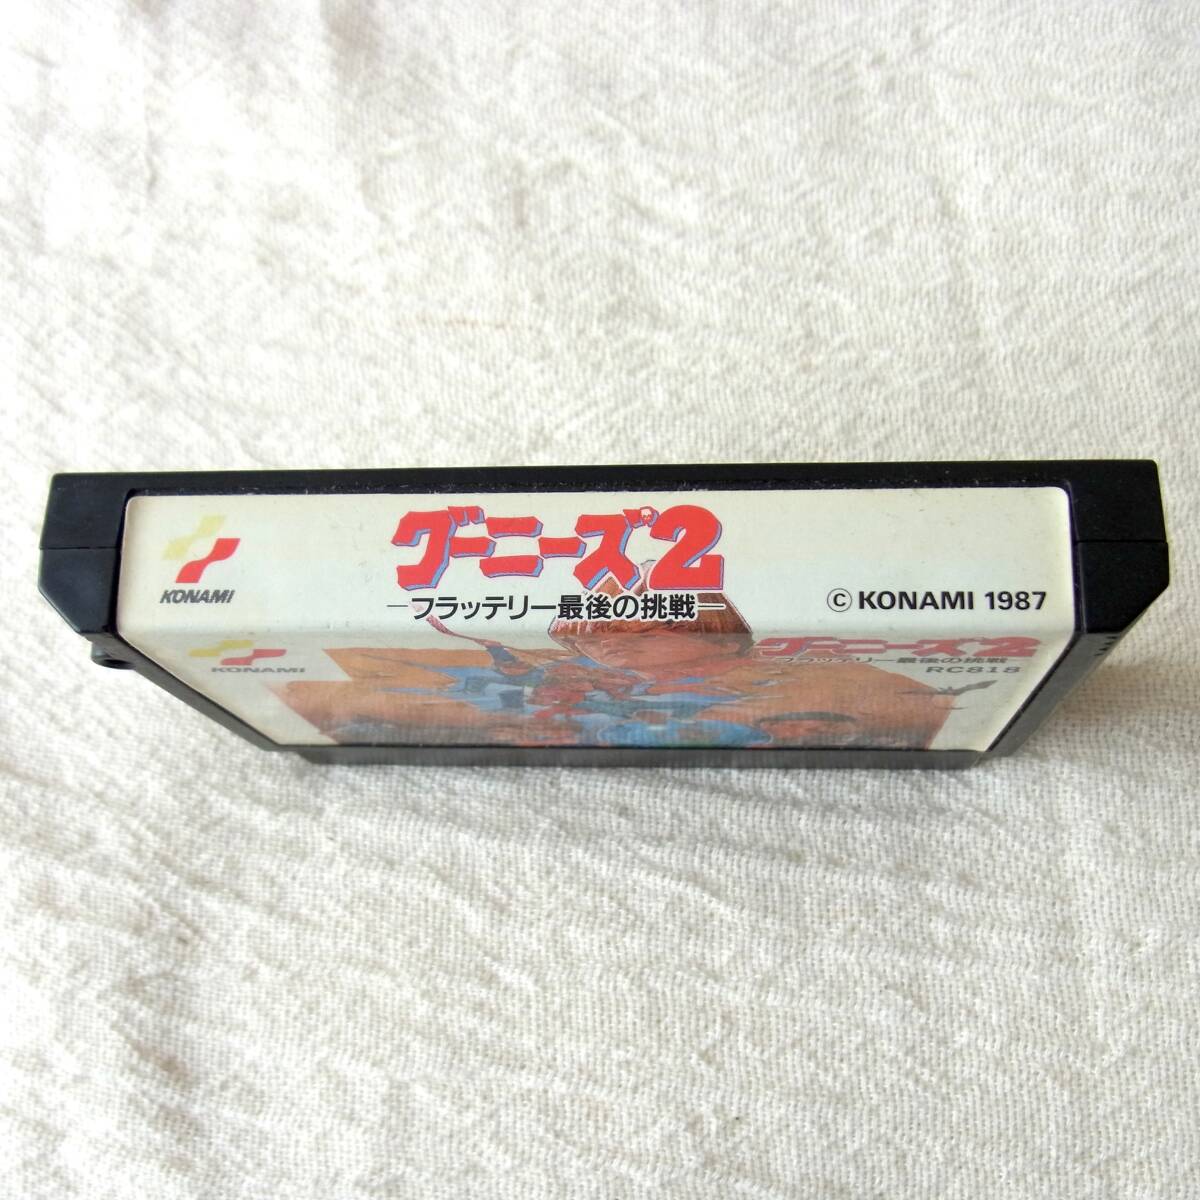 KONAMI
グーニーズ2
―フラッテリー最後の挑戦―
© KONAMI 1987
KONAMI
グーニーズ2
―フラッテリー最後の挑戦―
RC818